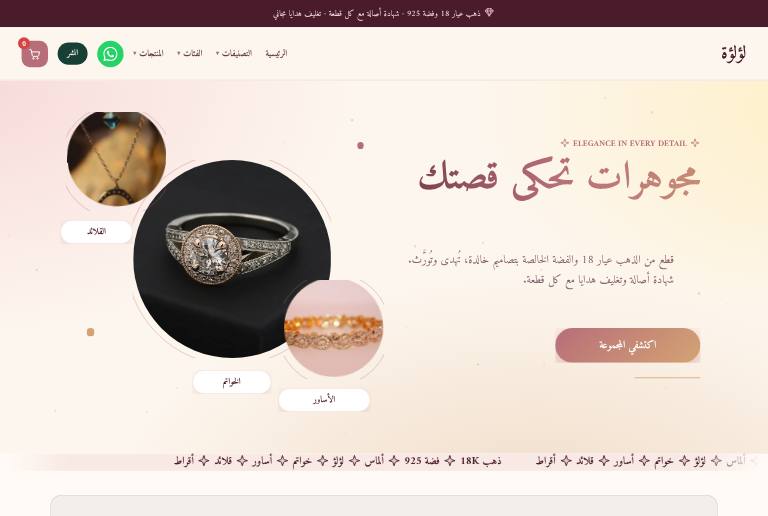 ذهب عيار 18 وفضة 925 · شهادة أصالة مع كل قطعة · تغليف هدايا مجاني
لؤلؤة
الرئيسية
التصنيفات
الفئات
المنتجات
انشر
0
ELEGANCE IN EVERY DETAIL
مجوهرات تحكي قصتك
قطع من الذهب عيار 18 والفضة الخالصة بتصاميم خالدة، تُهدى وتُورَّث.
شهادة أصالة وتغليف هدايا مع كل قطعة.
اكتشفي المجموعة
القلائد
الخواتم
الأساور
ألماس لؤلؤ خواتم أساور قلائد أقراط
ذهب 18K فضة 925 ألماس لؤلؤ خواتم أساور قلائد أقراط